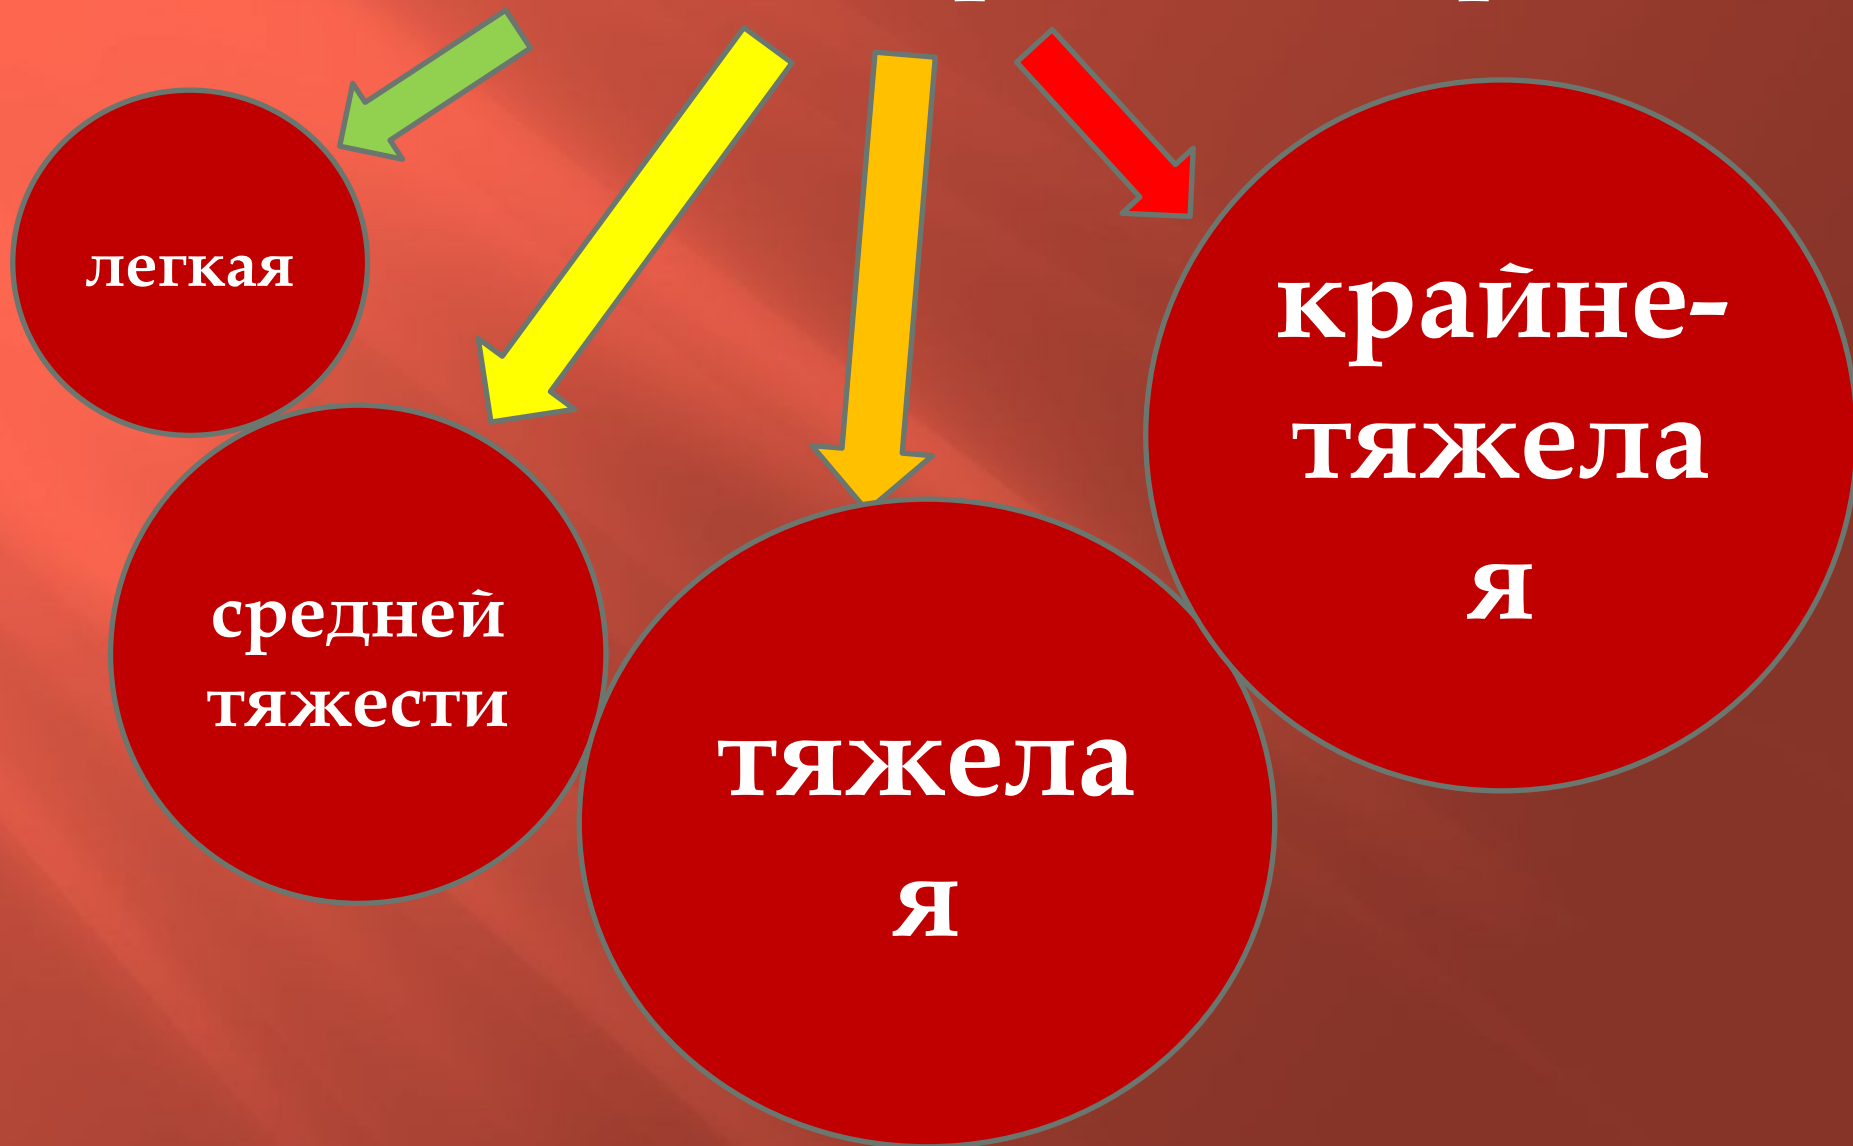 легкая
средней
тяжести
тяжела
я
крайне-
тяжела
я